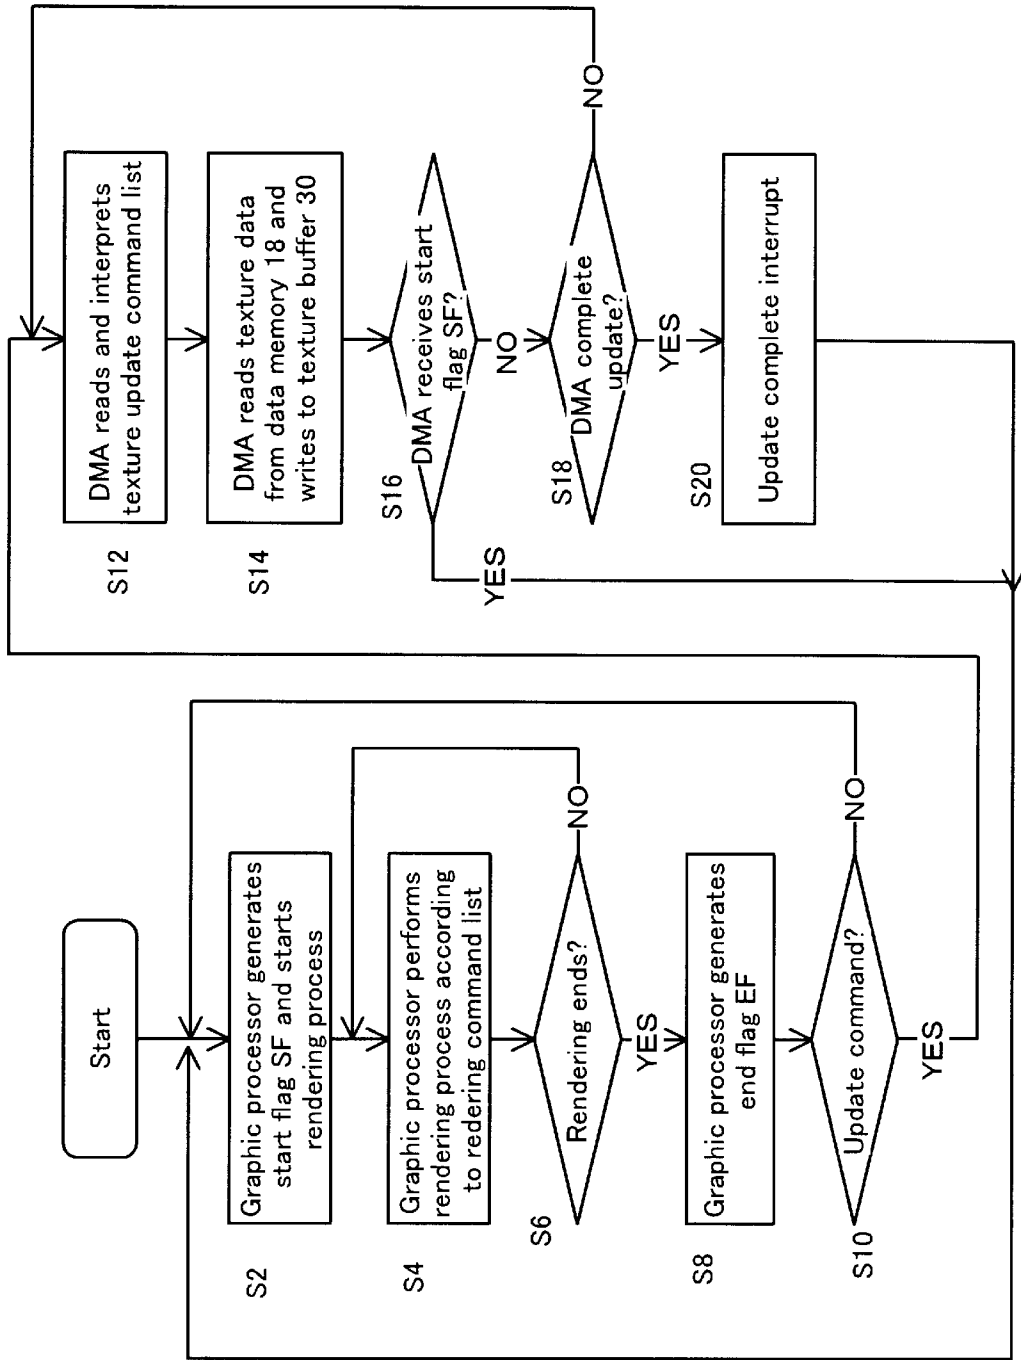 Start
S2
Graphic processor generates
start flag SF and starts
rendering process
S4
Graphic processor performs
rendering process according
to redering command list
S6
Rendering ends?
NO
YES
S8
Graphic processor generates
end flag EF
S10
Update command?
NO
YES
S12
DMA reads and interprets
texture update command list
S14
DMA reads texture data
from data memory 18 and
writes to texture buffer 30
S16
DMA receives start
flag SF?
YES
NO
S18
DMA complete
update?
NO
YES
S20
Update complete interrupt